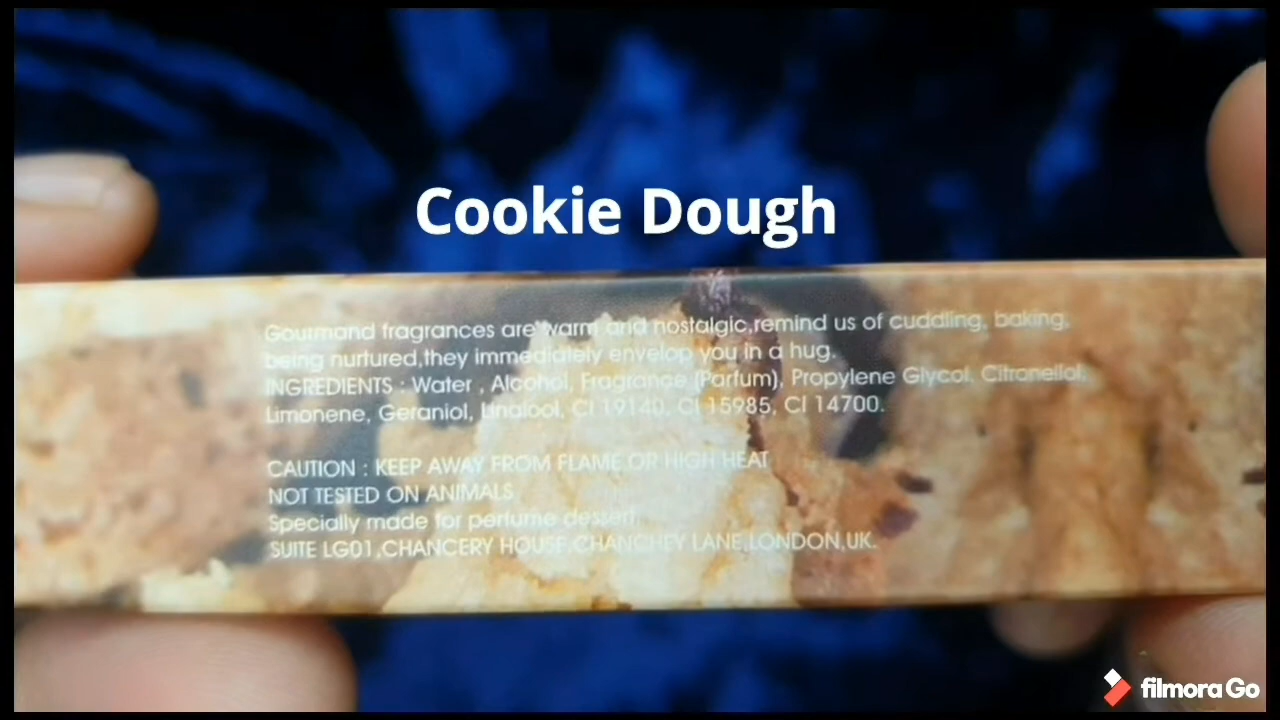 Cookie Dough
Gourmand fragrances are warm and nostalgic,remind us of cuddling, baking,
being nurtured,they immediately envelop you in a hug.
INGREDIENTS : Water , Alcohol, Fragrance (Parfum), Propylene Glycol, Citronellol,
Limonene, Geraniol, Linalool, CI 19140, CI 15985, CI 14700.
CAUTION : KEEP AWAY FROM FLAME OR HIGH HEAT
NOT TESTED ON ANIMALS
Specially made for perfume dessert
SUITE LG01,CHANCERY HOUSE,CHANCHEY LANE,LONDON,UK.
filmora Go